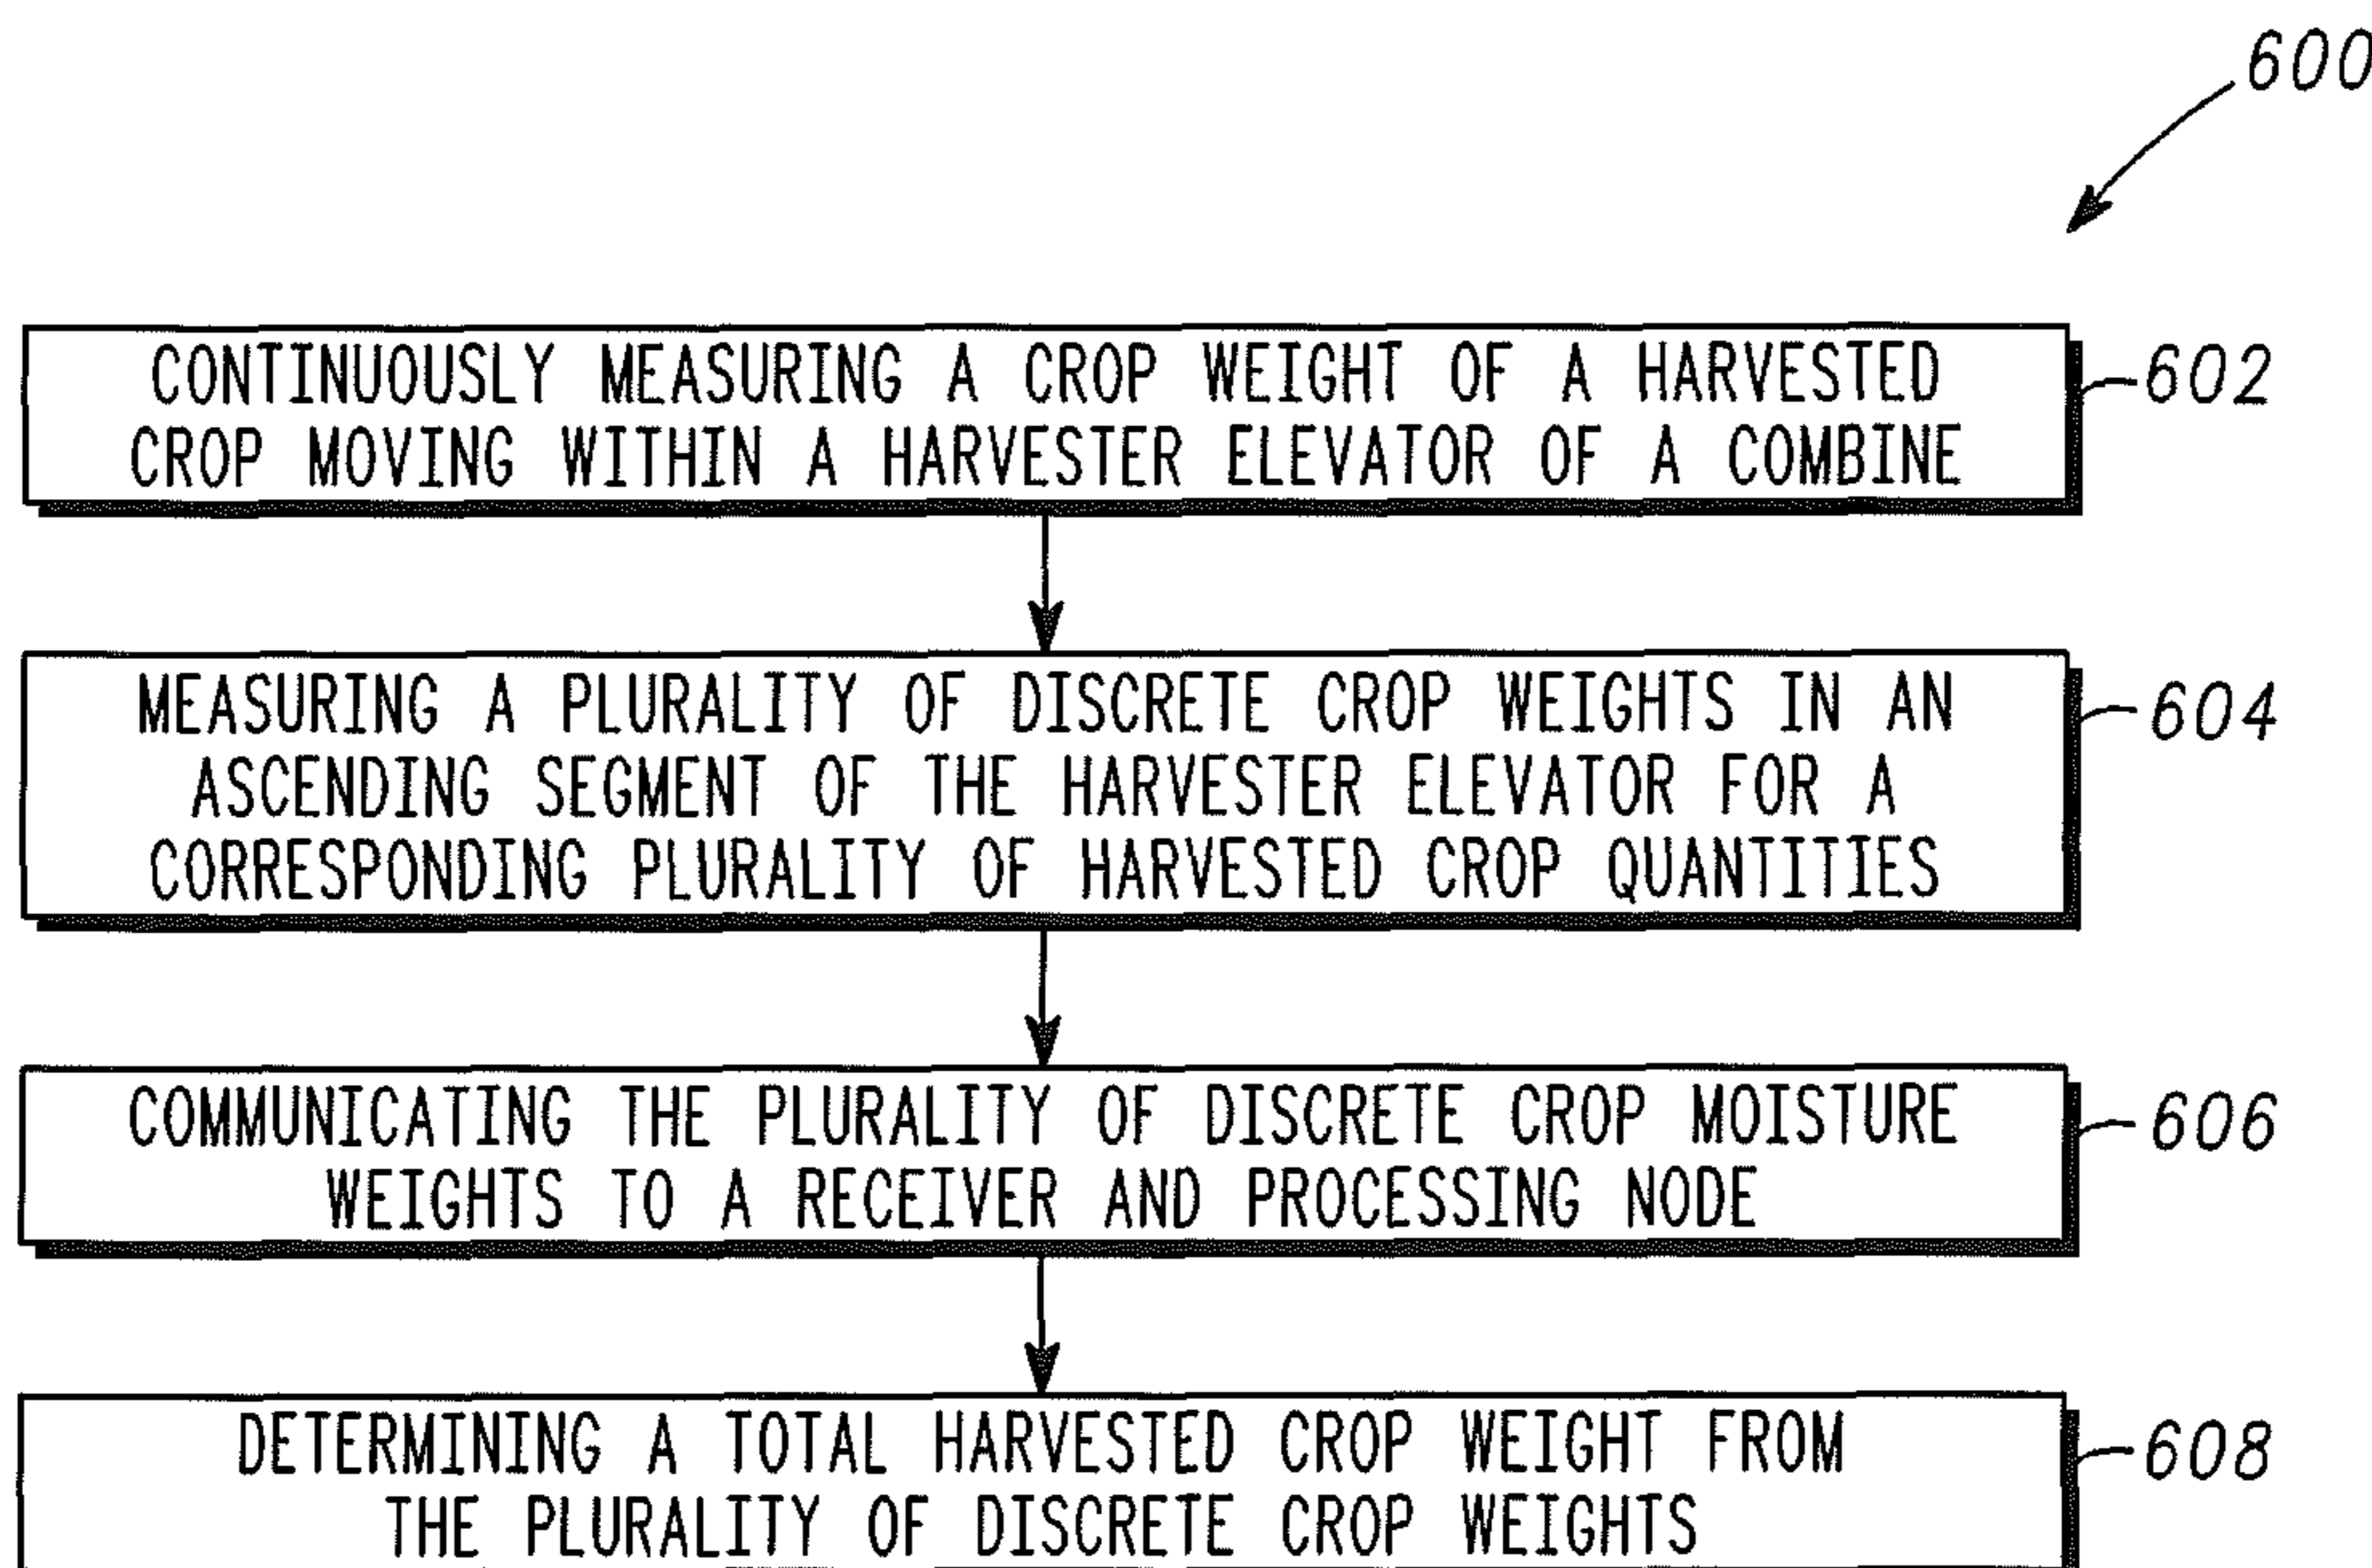 600
CONTINUOUSLY MEASURING A CROP WEIGHT OF A HARVESTED
CROP MOVING WITHIN A HARVESTER ELEVATOR OF A COMBINE
602
MEASURING A PLURALITY OF DISCRETE CROP WEIGHTS IN AN
ASCENDING SEGMENT OF THE HARVESTER ELEVATOR FOR A
CORRESPONDING PLURALITY OF HARVESTED CROP QUANTITIES
604
COMMUNICATING THE PLURALITY OF DISCRETE CROP MOISTURE
WEIGHTS TO A RECEIVER AND PROCESSING NODE
606
DETERMINING A TOTAL HARVESTED CROP WEIGHT FROM
THE PLURALITY OF DISCRETE CROP WEIGHTS
608